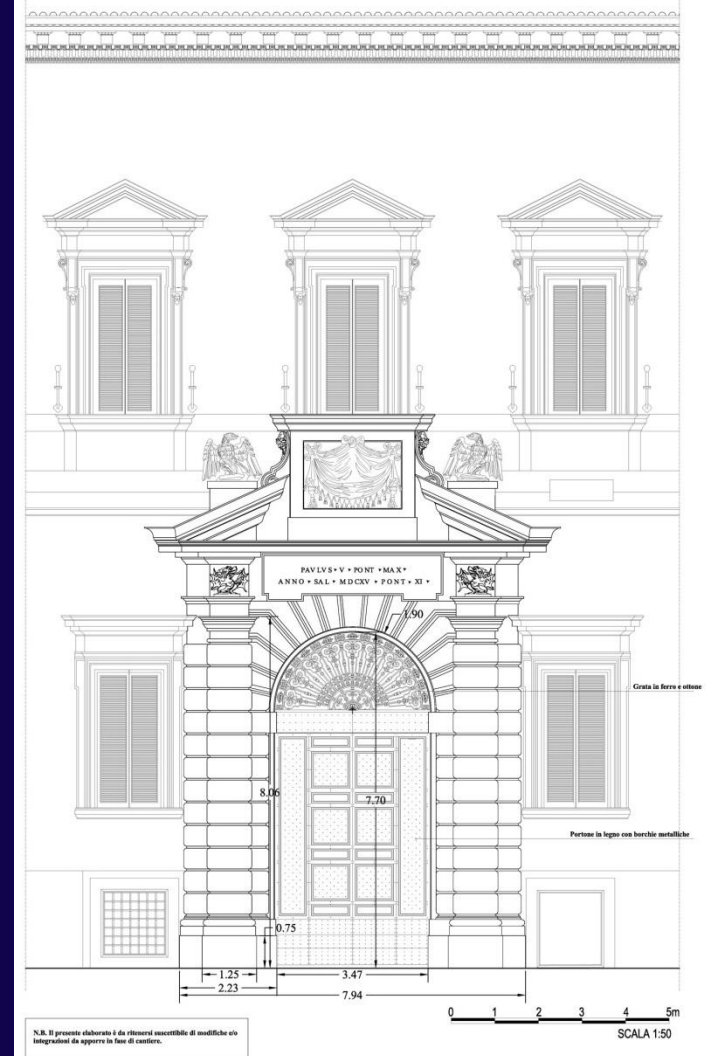 PAVLVS • V • PONT • MAX •
ANNO • SAL • MDCXV • PONT • XI •
1.90
Grata in ferro e ottone
8.06
7.70
Portone in legno con borchie metalliche
0.75
1.25
3.47
2.23
7.94
0 1 2 3 4 5m
SCALA 1:50
N.B. Il presente elaborato è da ritenersi suscettibile di modifiche e/o
integrazioni da apporre in fase di cantiere.